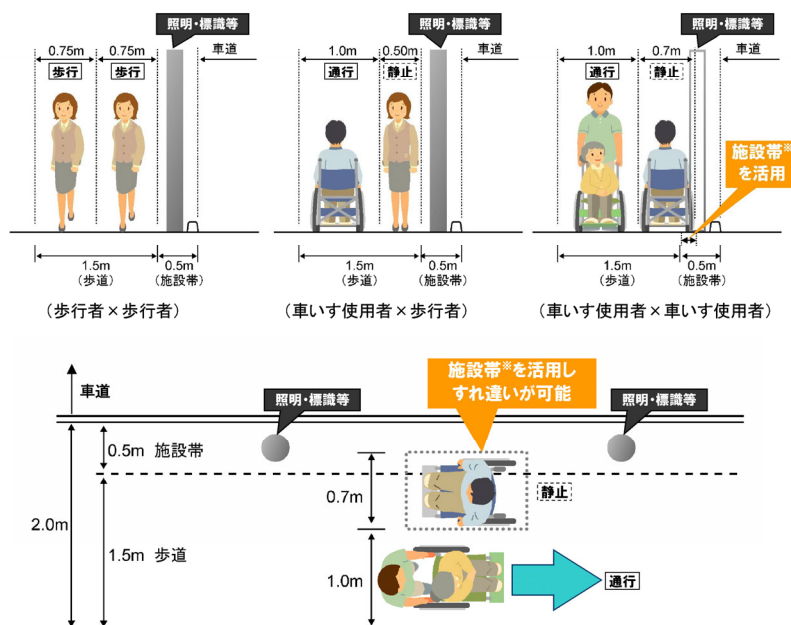 照明・標識等
0.75m
0.75m
車道
歩行
歩行
1.5m
(歩道)
0.5m
(施設帯)
(歩行者×歩行者)
照明・標識等
1.0m
0.50m
車道
通行
静止
1.5m
(歩道)
0.5m
(施設帯)
(車いす使用者×歩行者)
照明・標識等
1.0m
0.7m
車道
通行
静止
施設帯※
を活用
1.5m
(歩道)
0.5m
(施設帯)
(車いす使用者×車いす使用者)
車道
施設帯※を活用し
すれ違いが可能
照明・標識等
照明・標識等
0.5m 施設帯
0.7m
静止
2.0m
1.5m 歩道
1.0m
通行